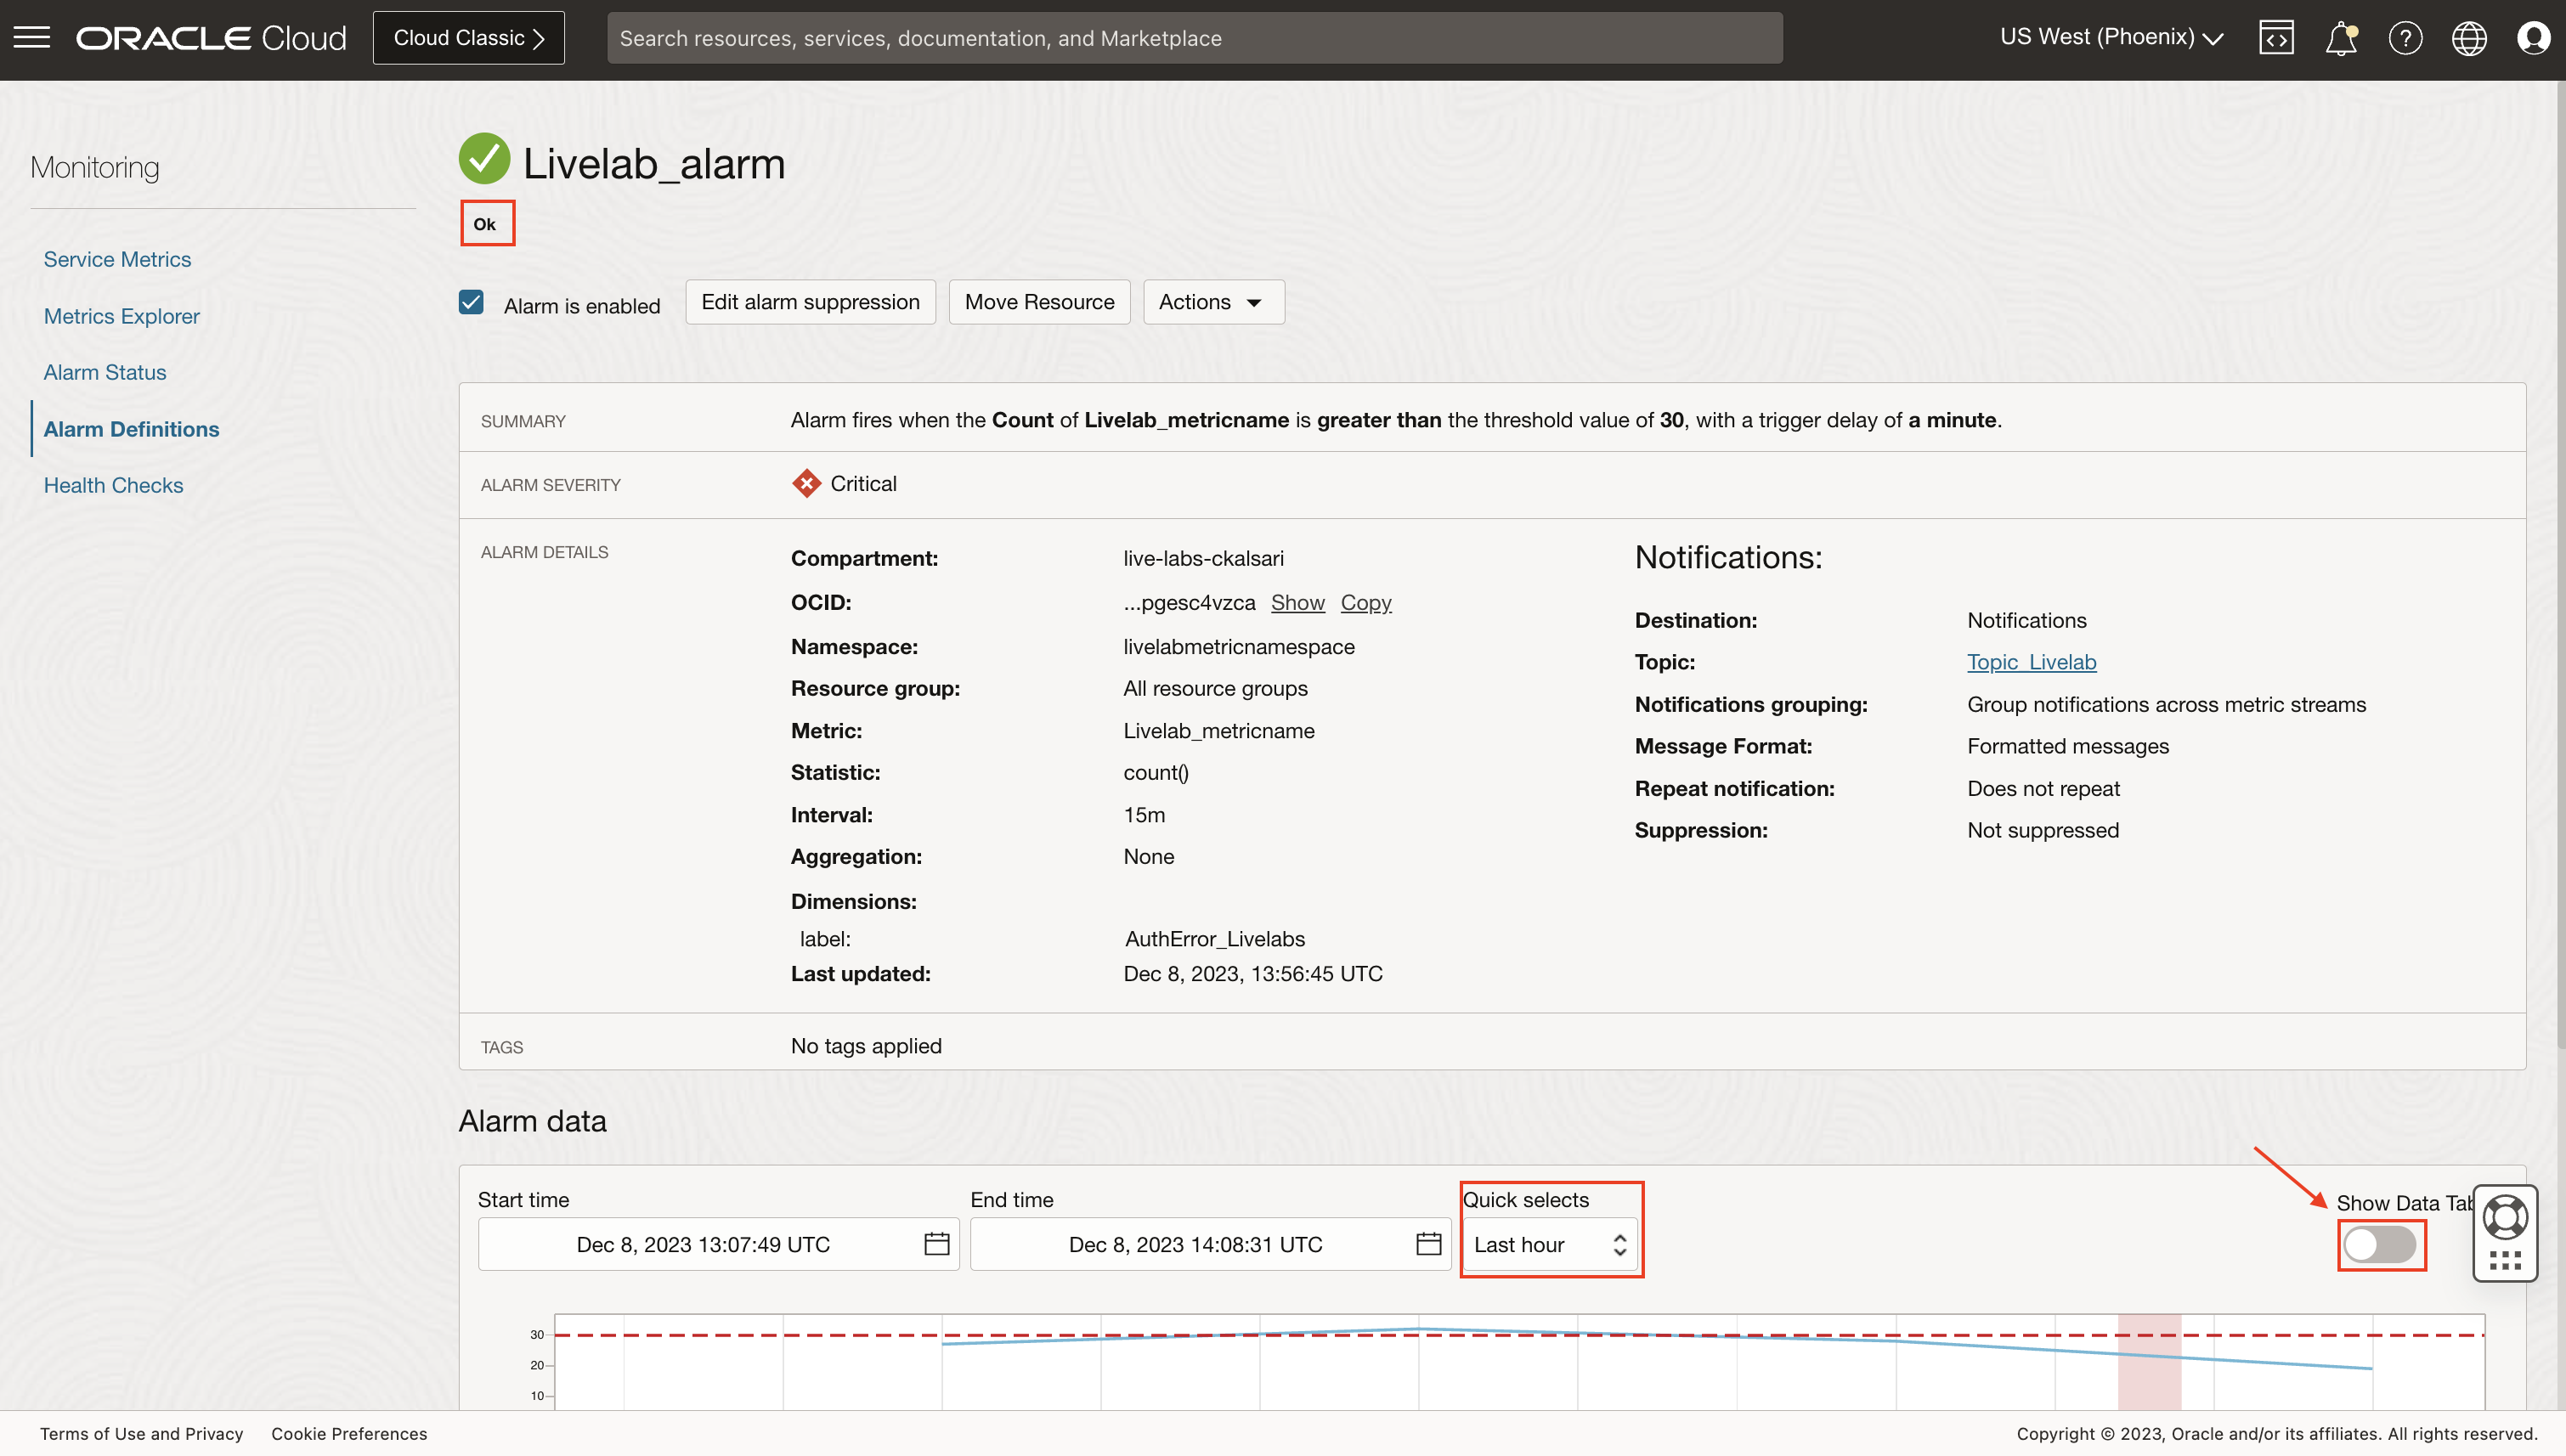 ORACLE Cloud
Cloud Classic
Search resources, services, documentation, and Marketplace
US West (Phoenix)
Monitoring
Service Metrics
Metrics Explorer
Alarm Status
Alarm Definitions
Health Checks
Livelab_alarm
Ok
Alarm is enabled
Edit alarm suppression
Move Resource
Actions
SUMMARY
Alarm fires when the Count of Livelab_metricname is greater than the threshold value of 30, with a trigger delay of a minute.
ALARM SEVERITY
Critical
ALARM DETAILS
Compartment: live-labs-ckalsari
OCID: ...pgesc4vzca Show Copy
Namespace: livelabmetricnamespace
Resource group: All resource groups
Metric: Livelab_metricname
Statistic: count()
Interval: 15m
Aggregation: None
Dimensions:
label: AuthError_Livelabs
Last updated: Dec 8, 2023, 13:56:45 UTC
Notifications:
Destination: Notifications
Topic: Topic_Livelab
Notifications grouping: Group notifications across metric streams
Message Format: Formatted messages
Repeat notification: Does not repeat
Suppression: Not suppressed
TAGS
No tags applied
Alarm data
Start time
Dec 8, 2023 13:07:49 UTC
End time
Dec 8, 2023 14:08:31 UTC
Quick selects
Last hour
Show Data Tab
30
20
10
Terms of Use and Privacy
Cookie Preferences
Copyright © 2023, Oracle and/or its affiliates. All rights reserved.